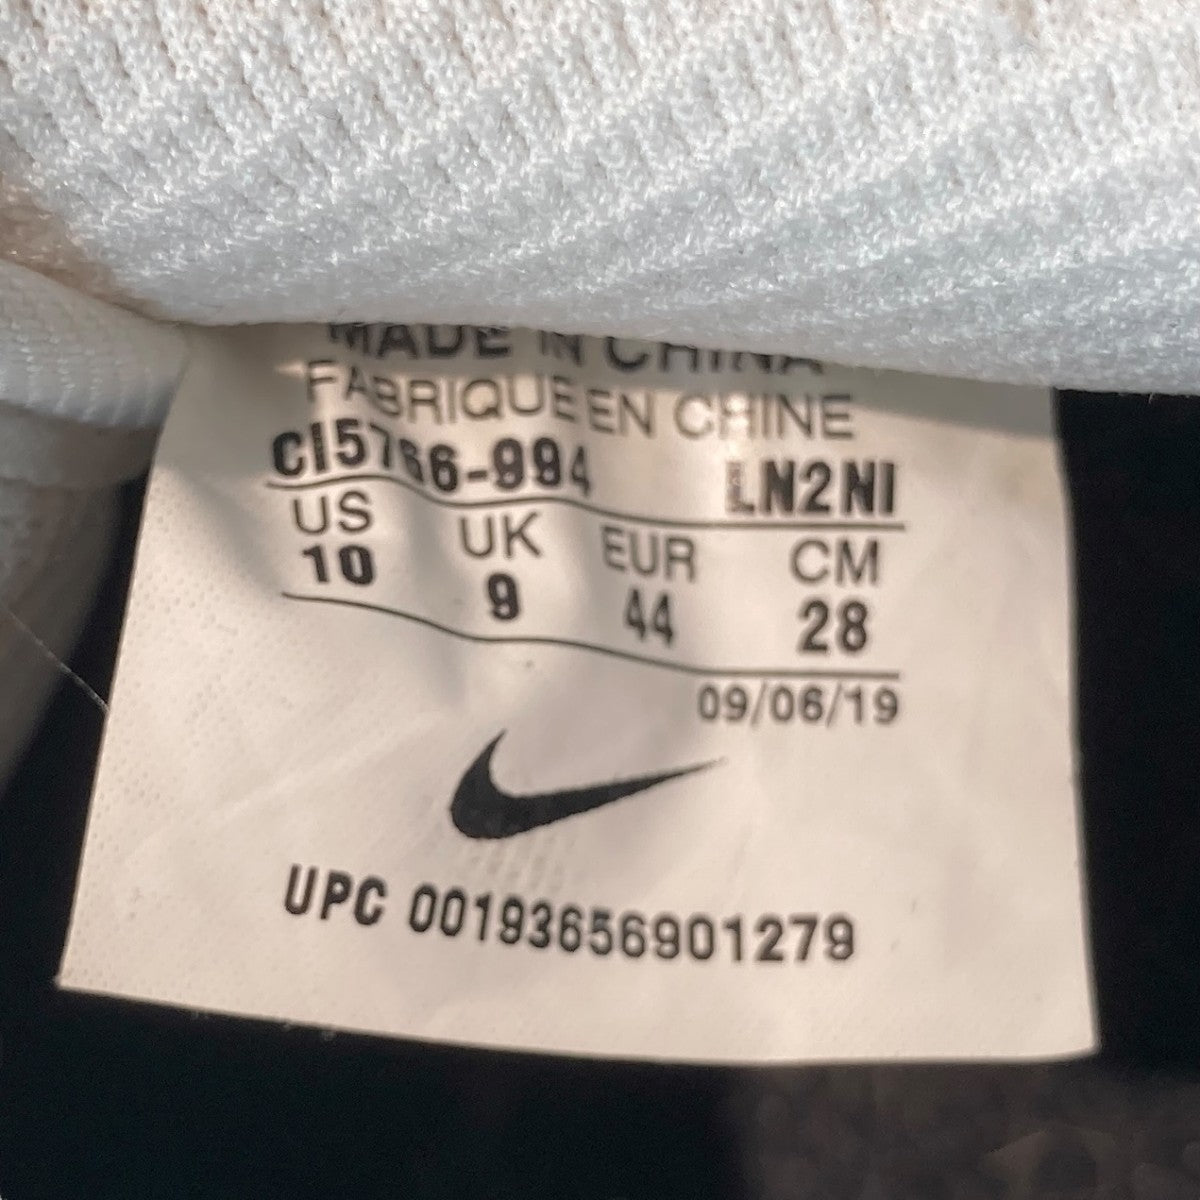 MADE IN CHINA
FABRIQUE EN CHINE
CI5766-994 LN2NI
US UK EUR CM
10 9 44 28
09/06/19
UPC 00193656901279